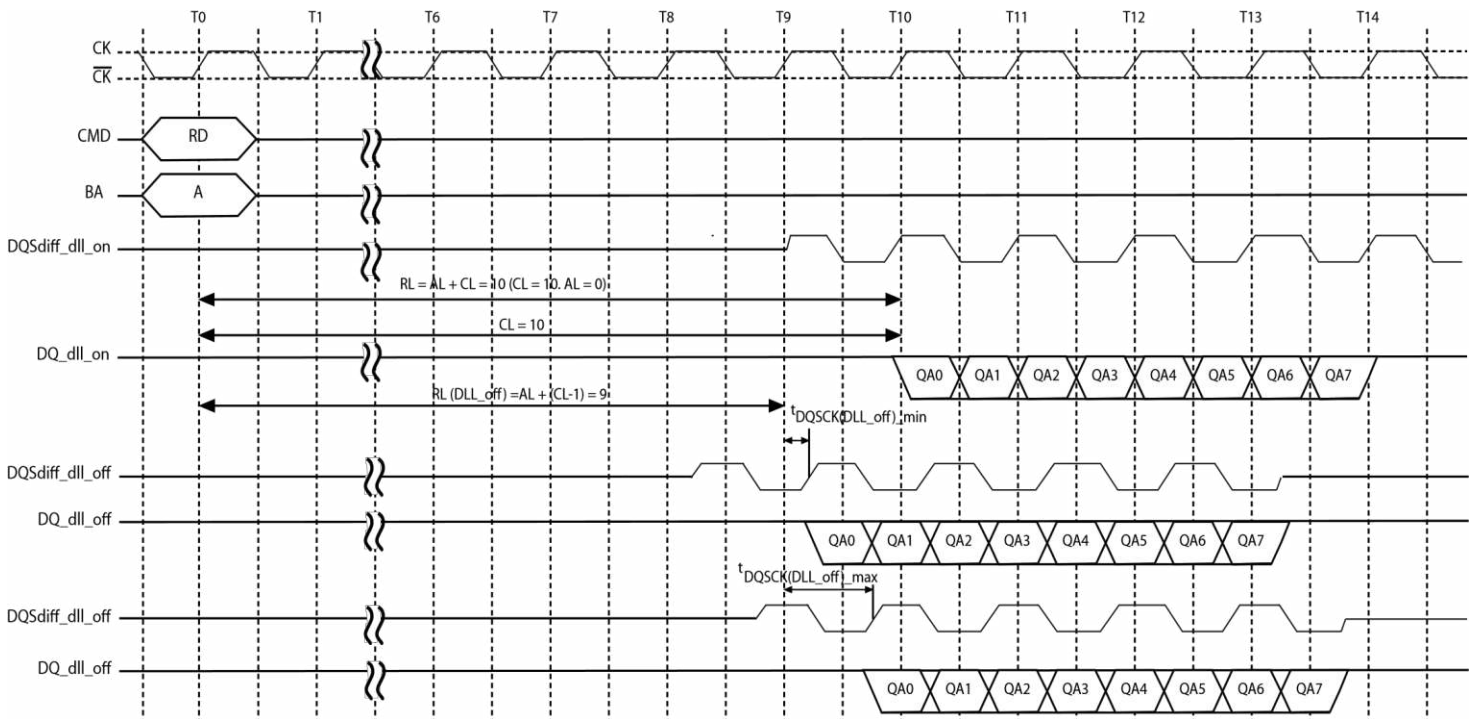 T0 T1 T6 T7 T8 T9 T10 T11 T12 T13 T14
CK
CK
CMD RD
BA A
DQSdiff_dll_on
RL = AL + CL = 10 (CL = 10. AL = 0)
CL = 10
DQ_dll_on
QA0 QA1 QA2 QA3 QA4 QA5 QA6 QA7
RL (DLL_off) =AL + (CL-1) = 9
tDQSCK(DLL_off)_min
DQSdiff_dll_off
DQ_dll_off
QA0 QA1 QA2 QA3 QA4 QA5 QA6 QA7
tDQSCK(DLL_off)_max
DQSdiff_dll_off
DQ_dll_off
QA0 QA1 QA2 QA3 QA4 QA5 QA6 QA7